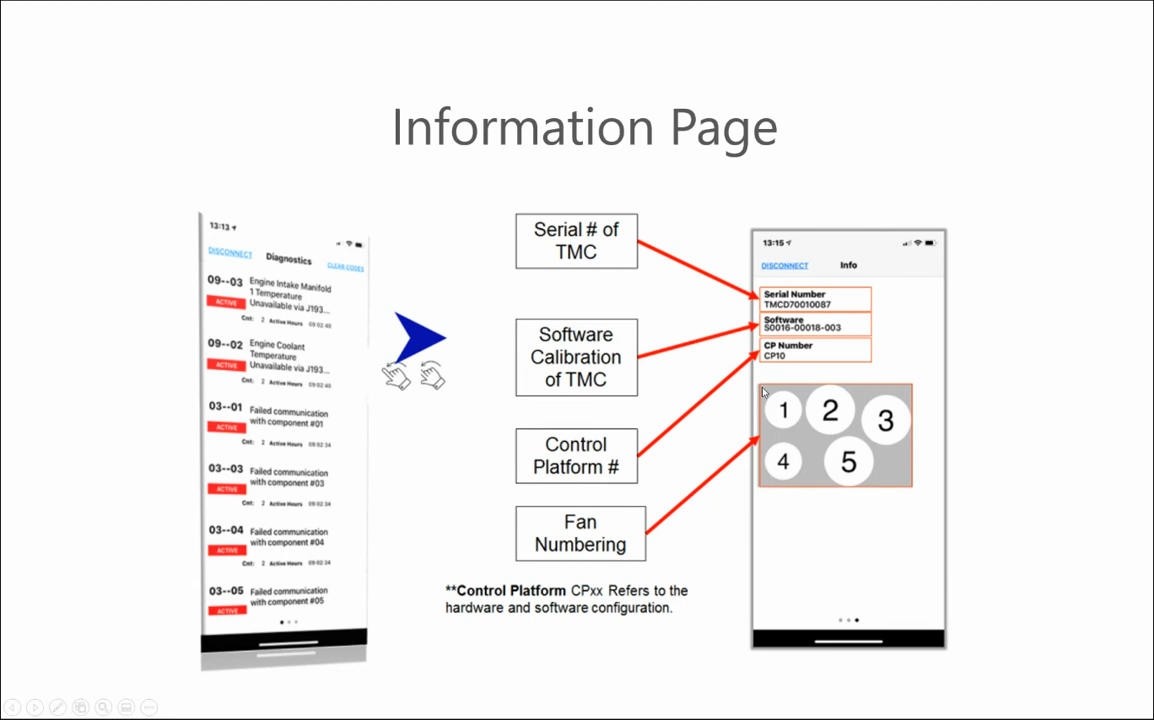 Information Page
13:13
DISCONNECT Diagnostics CLEAR CODES
09--03 Engine Intake Manifold
1 Temperature
Unavailable via J193...
ACTIVE
Cnt: 2 Active Hours 09:02:40
09--02 Engine Coolant
Temperature
Unavailable via J193...
ACTIVE
Cnt: 2 Active Hours 09:02:40
03--01 Failed communication
with component #01
ACTIVE
Cnt: 2 Active Hours 09:02:34
03--03 Failed communication
with component #03
ACTIVE
Cnt: 2 Active Hours 09:02:34
03--04 Failed communication
with component #04
ACTIVE
Cnt: 2 Active Hours 09:02:34
03--05 Failed communication
with component #05
ACTIVE
Serial # of
TMC
Software
Calibration
of TMC
Control
Platform #
Fan
Numbering
**Control Platform CPxx Refers to the
hardware and software configuration.
13:15
DISCONNECT Info
Serial Number
TMCD70010087
Software
S0016-00018-003
CP Number
CP10
1 2 3
4 5